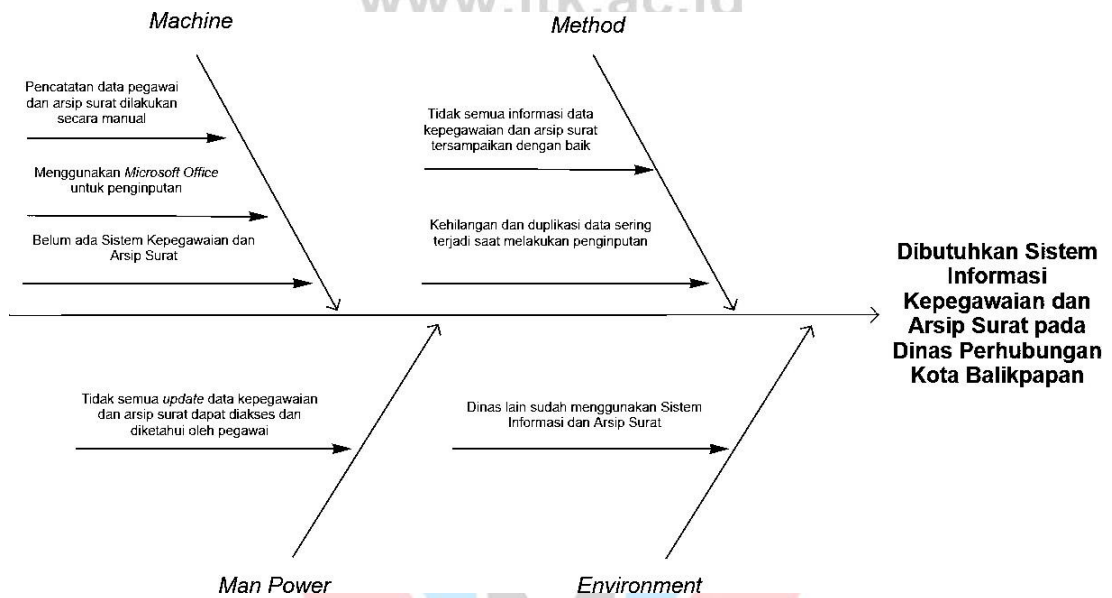 www.itk.ac.id
Machine
Method
Pencatatan data pegawai
dan arsip surat dilakukan
secara manual
Menggunakan Microsoft Office
untuk penginputan
Belum ada Sistem Kepegawaian dan
Arsip Surat
Tidak semua informasi data
kepegawaian dan arsip surat
tersampaikan dengan baik
Kehilangan dan duplikasi data sering
terjadi saat melakukan penginputan
Dibutuhkan Sistem
Informasi
Kepegawaian dan
Arsip Surat pada
Dinas Perhubungan
Kota Balikpapan
Tidak semua update data kepegawaian
dan arsip surat dapat diakses dan
diketahui oleh pegawai
Dinas lain sudah menggunakan Sistem
Informasi dan Arsip Surat
Man Power
Environment